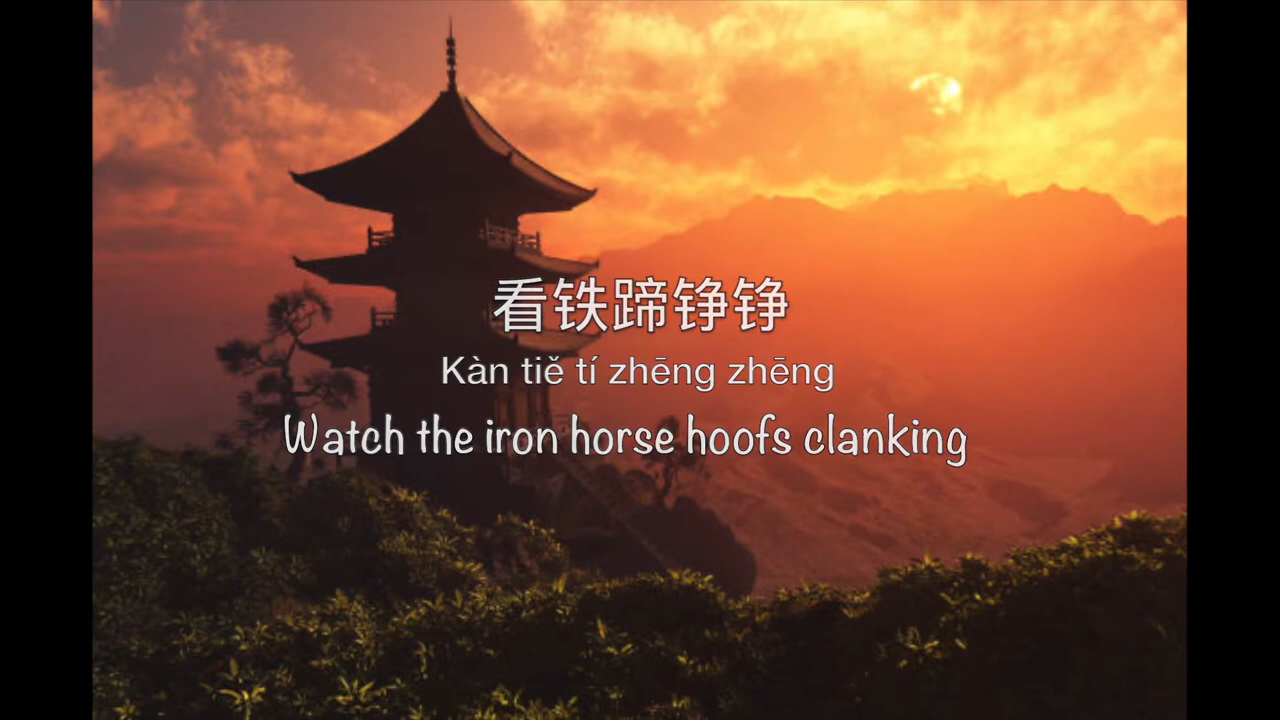 看铁蹄铮铮
Kàn tiě tí zhēng zhēng
Watch the iron horse hoofs clanking